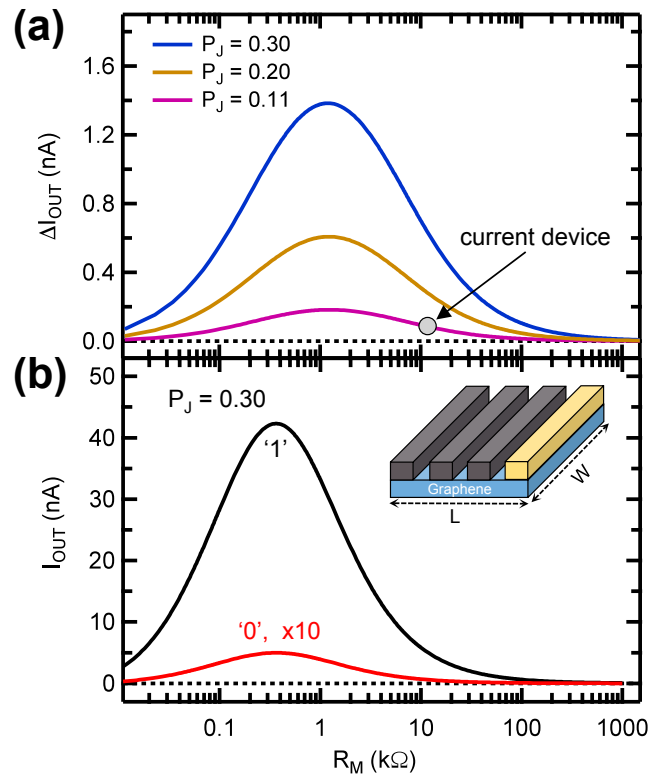 (a)
P_J = 0.30
P_J = 0.20
P_J = 0.11
current device
ΔI_OUT (nA)
1.6
1.2
0.8
0.4
0.0
(b)
P_J = 0.30
'1'
'0', x10
Graphene
L
W
I_OUT (nA)
50
40
30
20
10
0
0.1 1 10 100 1000
R_M (kΩ)